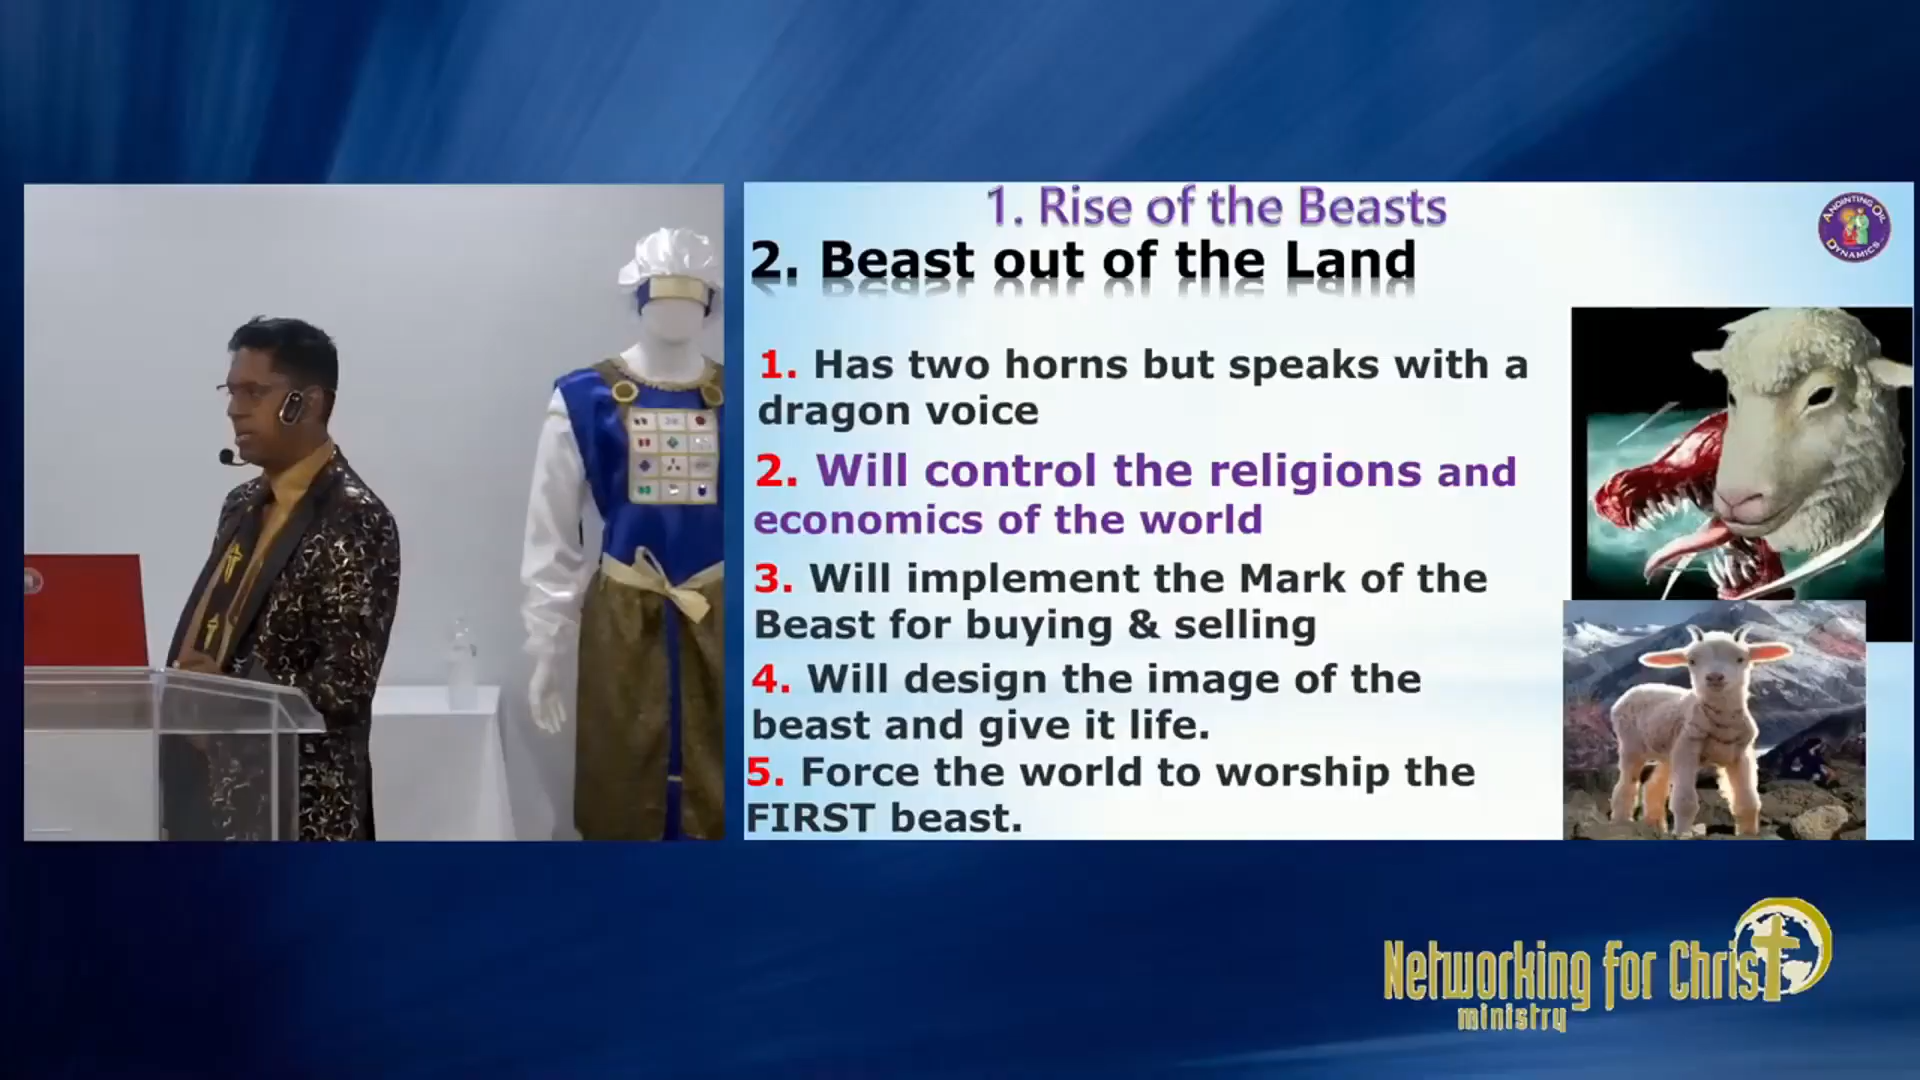 1. Rise of the Beasts
2. Beast out of the Land
ANOINTING OIL
DYNAMICS
1. Has two horns but speaks with a
dragon voice
2. Will control the religions and
economics of the world
3. Will implement the Mark of the
Beast for buying & selling
4. Will design the image of the
beast and give it life.
5. Force the world to worship the
FIRST beast.
Networking for Christ
ministry